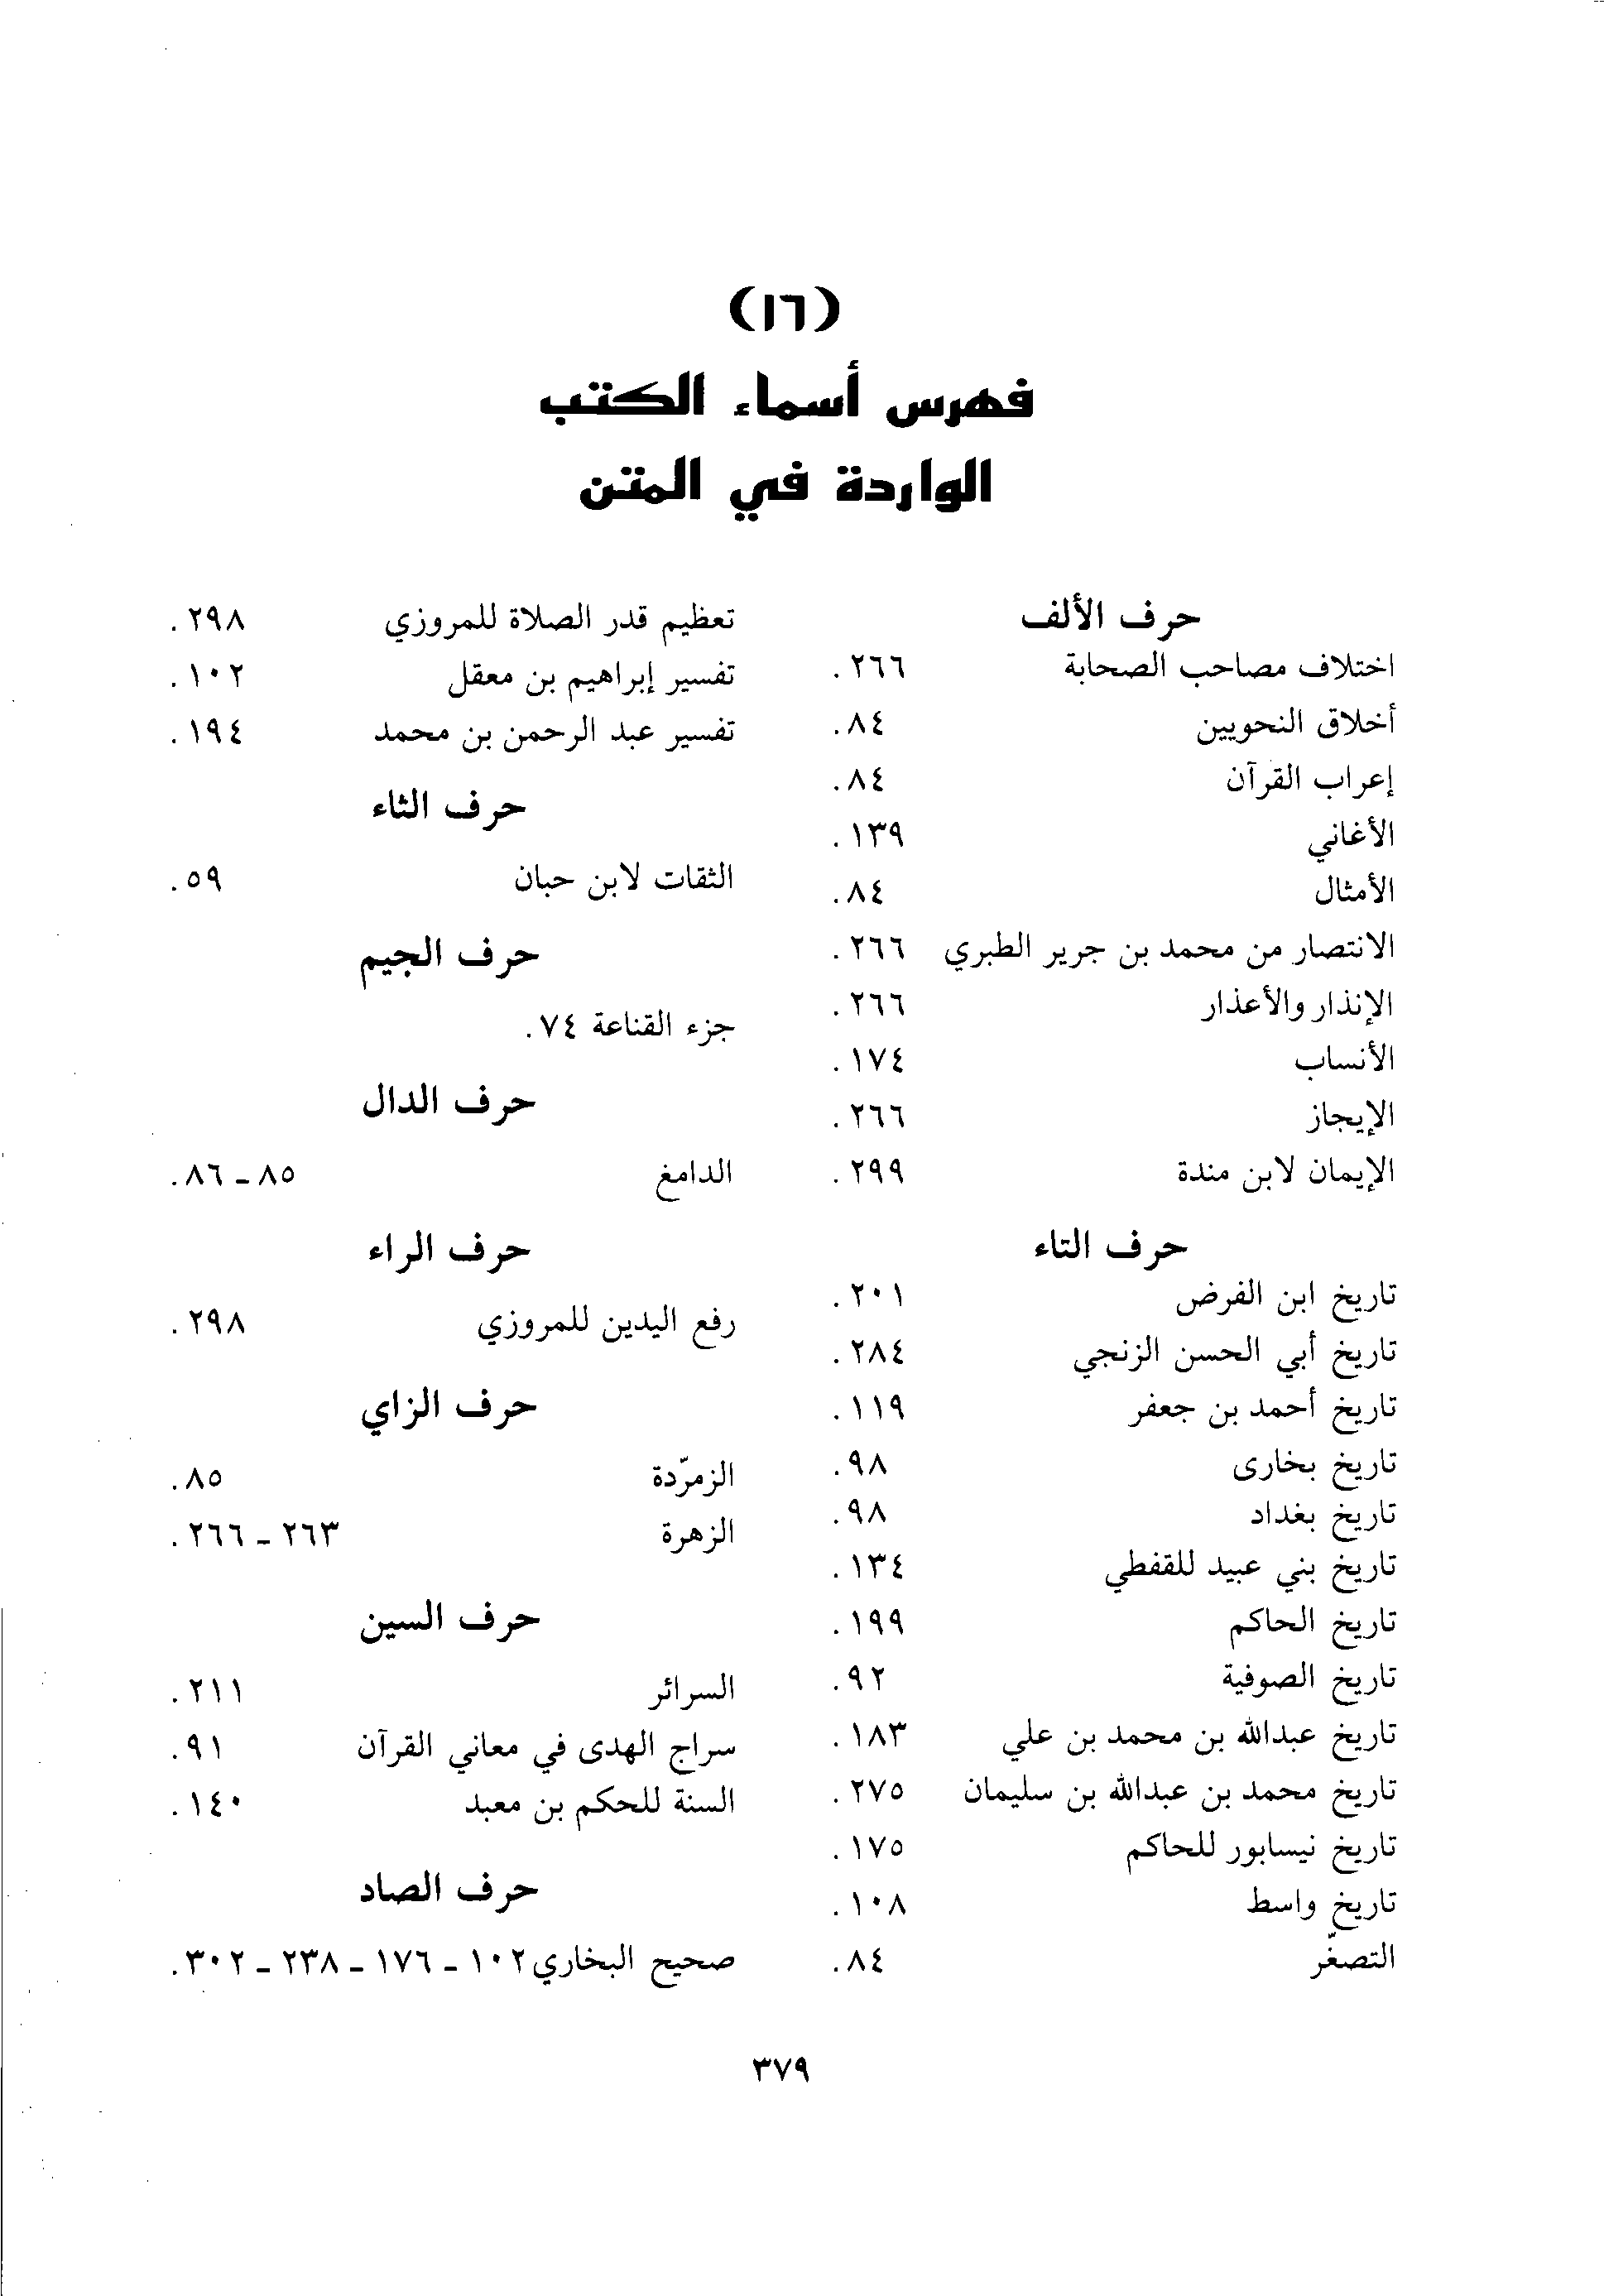 (١٦)
فهرس أسماء الكتب
الواردة في المتن
حرف الألف
اختلاف مصاحب الصحابة ٢٦٦.
أخلاق النحويين ٨٤.
إعراب القرآن ٨٤.
الأغاني ١٣٩.
الأمثال ٨٤.
الانتصار من محمد بن جرير الطبري ٢٦٦.
الإنذار والأعذار ٢٦٦.
الأنساب ١٧٤.
الإيجاز ٢٦٦.
الإيمان لابن مندة ٢٩٩.
حرف التاء
تاريخ ابن الفرض ٢٠١.
تاريخ أبي الحسن الزنجي ٢٨٤.
تاريخ أحمد بن جعفر ١١٩.
تاريخ بخارى ٩٨.
تاريخ بغداد ٩٨.
تاريخ بني عبيد للقفطي ١٣٤.
تاريخ الحاكم ١٩٩.
تاريخ الصوفية ٩٢.
تاريخ عبدالله بن محمد بن علي ١٨٣.
تاريخ محمد بن عبدالله بن سليمان ٢٧٥.
تاريخ نيسابور للحاكم ١٧٥.
تاريخ واسط ١٠٨.
التصغّر ٨٤.
تعظيم قدر الصلاة للمروزي ٢٩٨.
تفسير إبراهيم بن معقل ١٠٢.
تفسير عبد الرحمن بن محمد ١٩٤.
حرف الثاء
الثقات لابن حبان ٥٩.
حرف الجيم
جزء القناعة ٧٤.
حرف الدال
الدامغ ٨٥ - ٨٦.
حرف الراء
رفع اليدين للمروزي ٢٩٨.
حرف الزاي
الزمرّدة ٨٥.
الزهرة ٢٦٣ - ٢٦٦.
حرف السين
السرائر ٢١١.
سراج الهدى في معاني القرآن ٩١.
السنة للحكم بن معبد ١٤٠.
حرف الصاد
صحيح البخاري ١٠٢ - ١٧٦ - ٢٣٨ - ٣٠٢.
٣٧٩